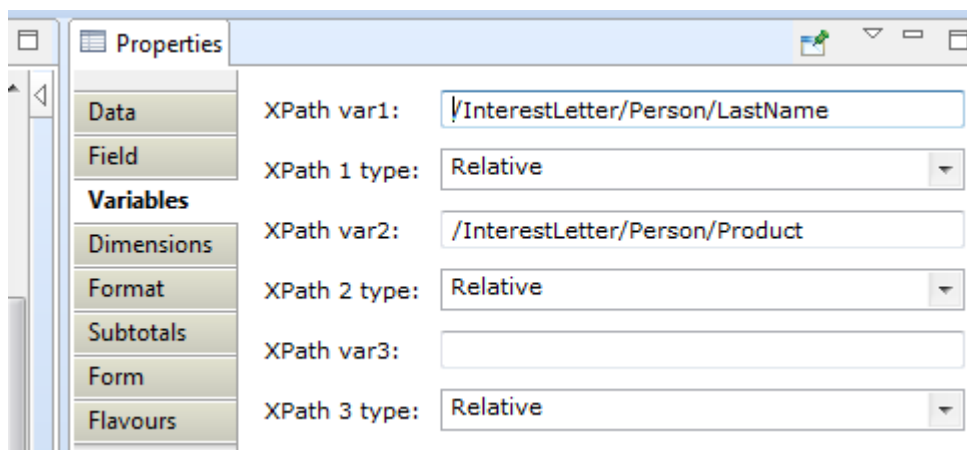 Properties
Data
Field
Variables
Dimensions
Format
Subtotals
Form
Flavours
XPath var1: /InterestLetter/Person/LastName
XPath 1 type: Relative
XPath var2: /InterestLetter/Person/Product
XPath 2 type: Relative
XPath var3:
XPath 3 type: Relative